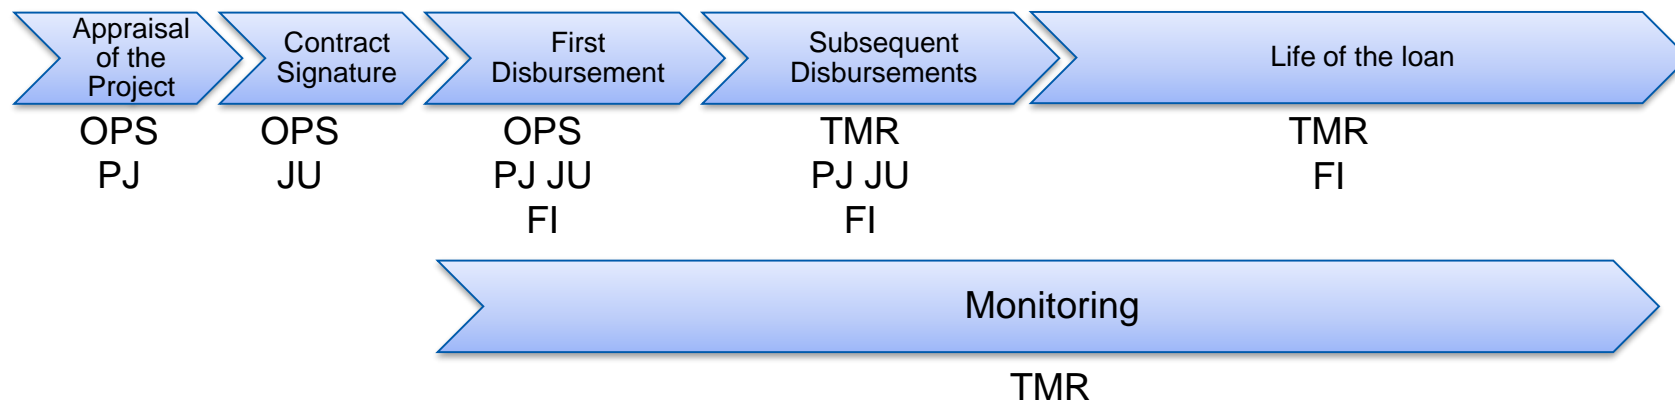 Appraisal
of the
Project
Contract
Signature
First
Disbursement
Subsequent
Disbursements
Life of the loan
OPS
PJ
OPS
JU
OPS
PJ JU
FI
TMR
PJ JU
FI
TMR
FI
Monitoring
TMR